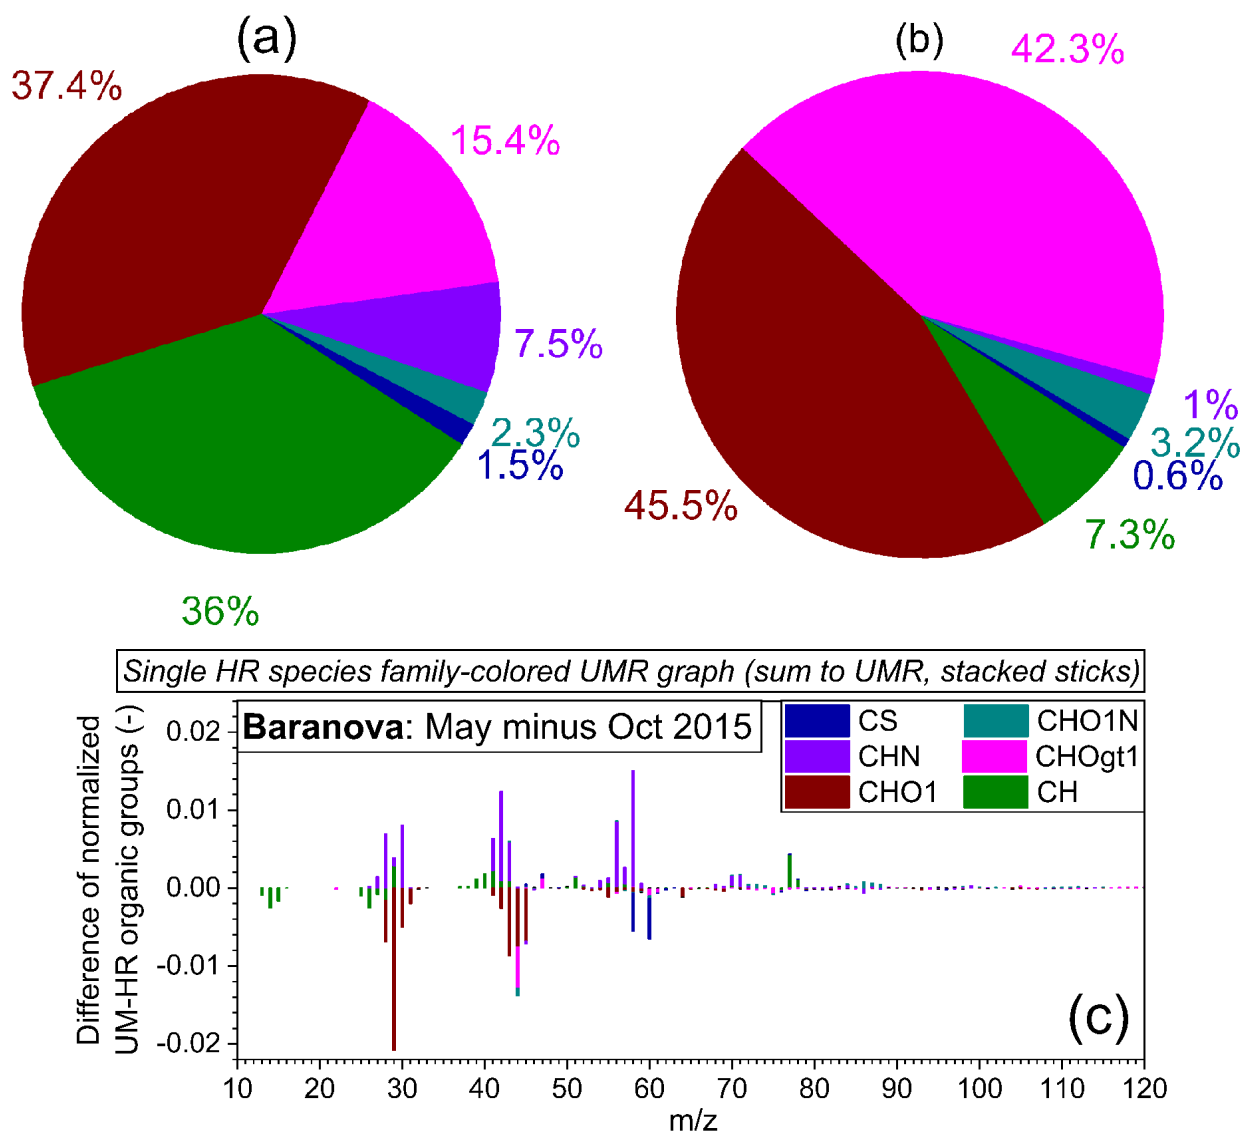 (a)
(b)
37.4%
15.4%
7.5%
2.3%
1.5%
36%
42.3%
1%
3.2%
0.6%
7.3%
45.5%
Single HR species family-colored UMR graph (sum to UMR, stacked sticks)
Baranova: May minus Oct 2015
CS
CHN
CHO1
CHO1N
CHOgt1
CH
Difference of normalized
UM-HR organic groups (-)
0.02
0.01
0.00
-0.01
-0.02
(c)
10 20 30 40 50 60 70 80 90 100 110 120
m/z